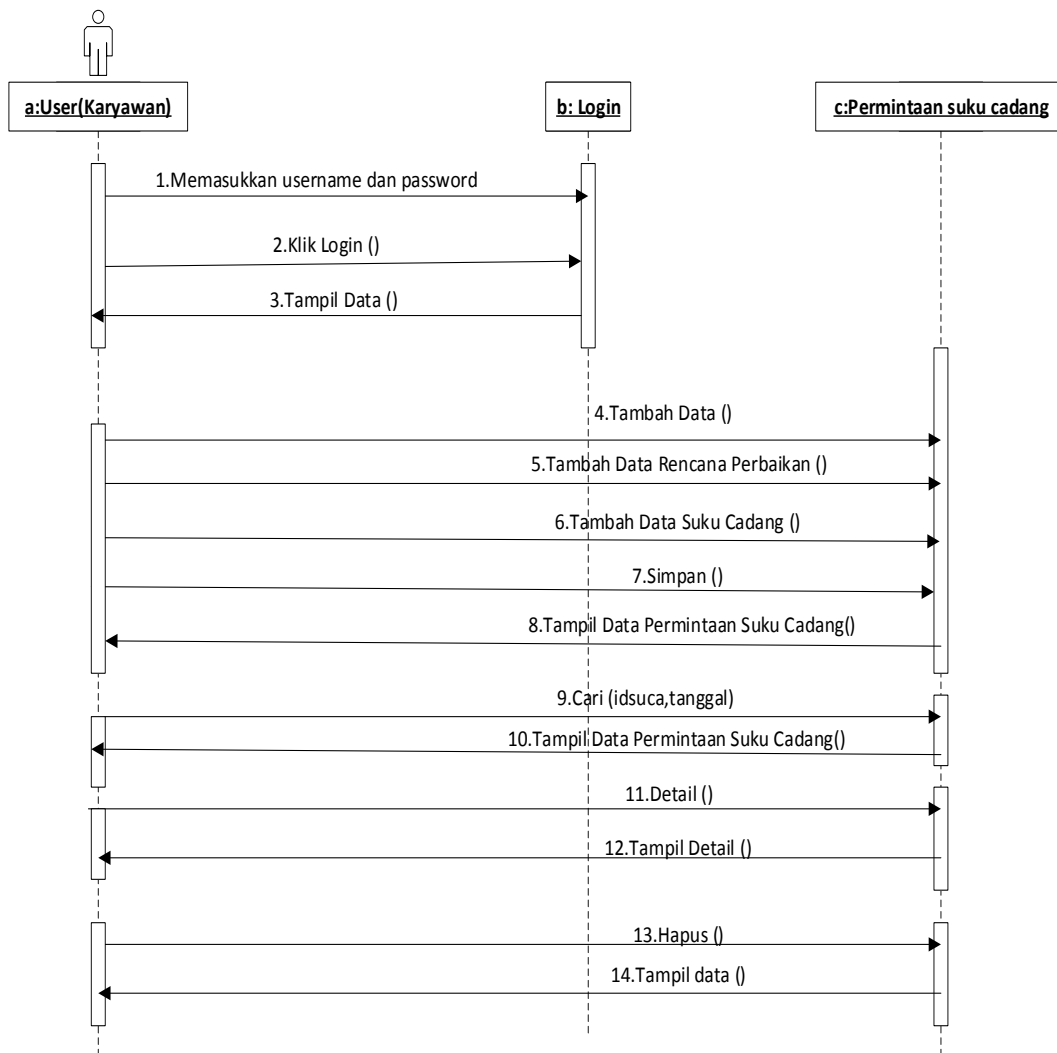 a:User(Karyawan)
b: Login
c:Permintaan suku cadang
1.Memasukkan username dan password
2.Klik Login ()
3.Tampil Data ()
4.Tambah Data ()
5.Tambah Data Rencana Perbaikan ()
6.Tambah Data Suku Cadang ()
7.Simpan ()
8.Tampil Data Permintaan Suku Cadang()
9.Cari (idsuca,tanggal)
10.Tampil Data Permintaan Suku Cadang()
11.Detail ()
12.Tampil Detail ()
13.Hapus ()
14.Tampil data ()